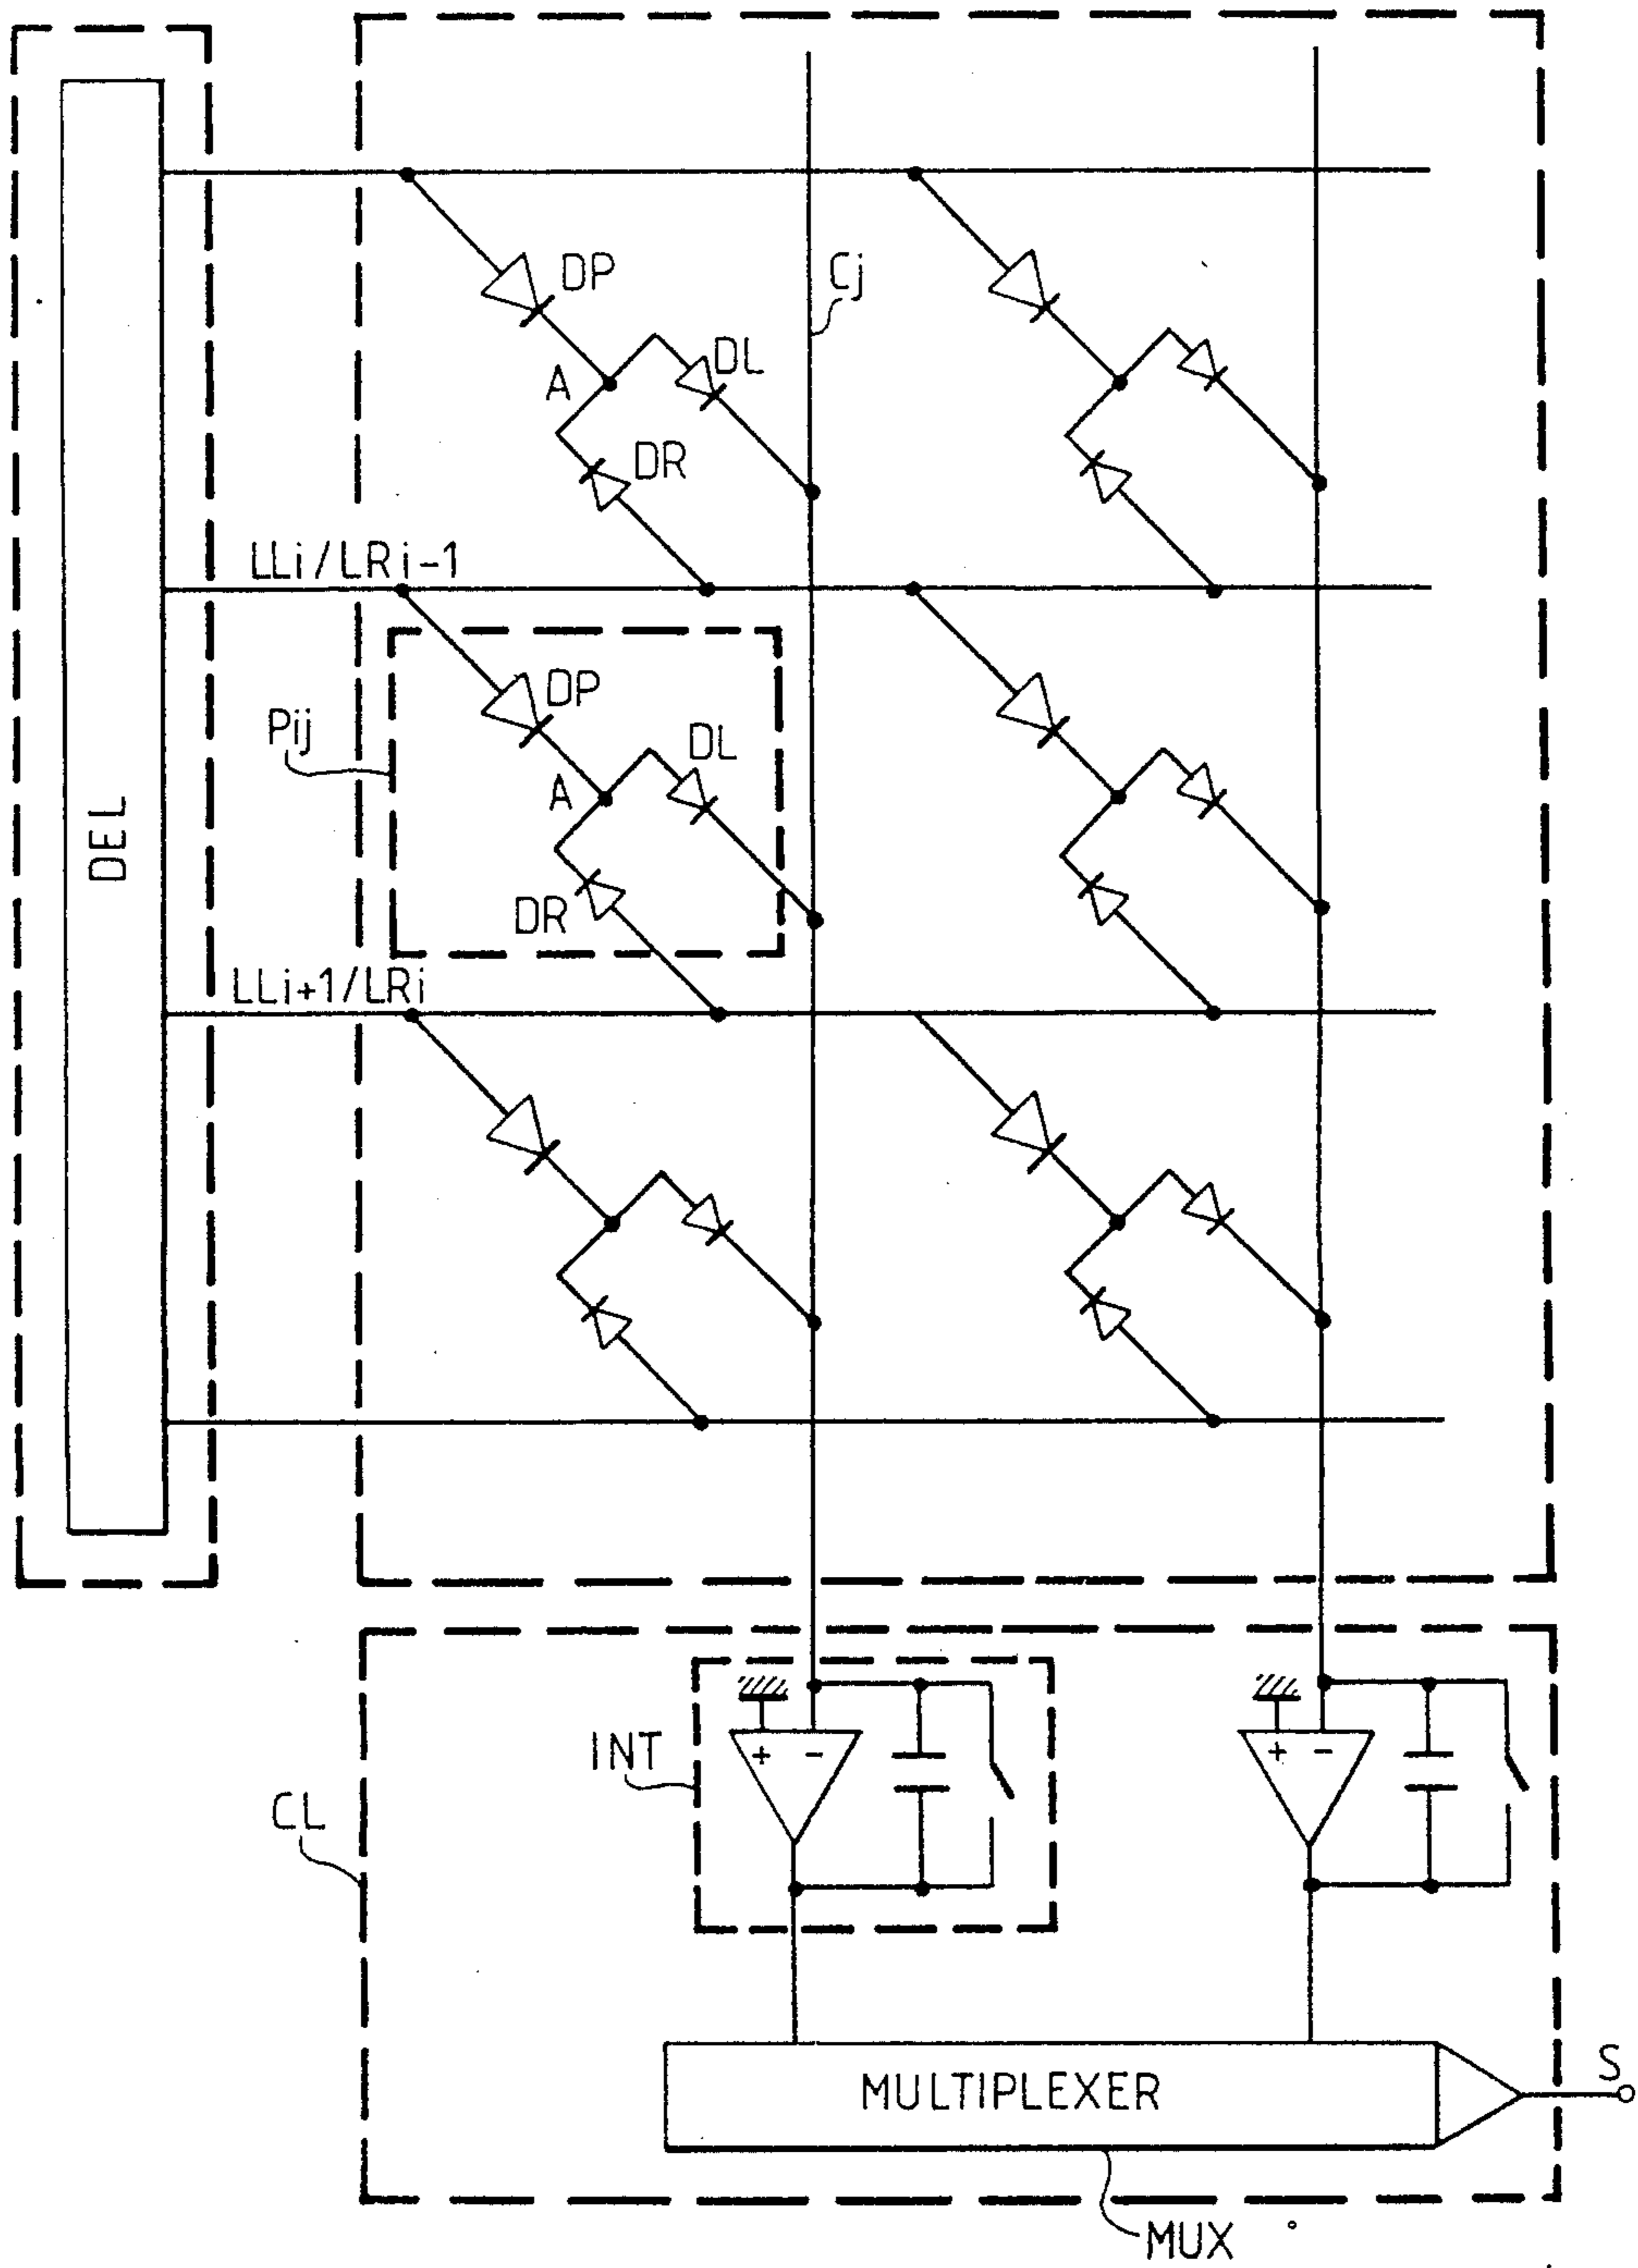 DP
Cj
DL
A
DR
LLi/LRi-1
DP
Pij
DL
A
DEL
DR
LLi+1/LRi
+ -
+ -
INT
CL
S
MULTIPLEXER
MUX